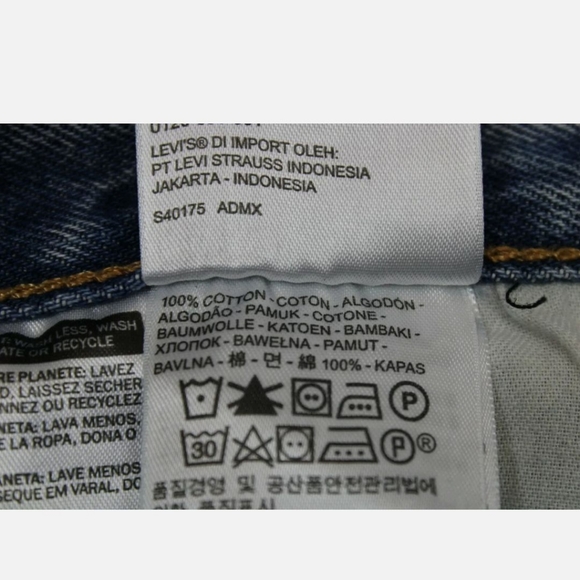 LEVI'S® DI IMPORT OLEH:
PT LEVI STRAUSS INDONESIA
JAKARTA - INDONESIA
S40175 ADMX
100% COTTON - COTON - ALGODÓN -
ALGODÃO - PAMUK - COTONE -
BAUMWOLLE - KATOEN - BAMBAKI -
ХЛОПОК - BAWEŁNA - PAMUT -
BAVLNA - 棉 - 면 - 綿 100% - KAPAS
P
30 P®
품질경영 및 공산품안전관리법에
LESS, WASH
ATE OR RECYCLE
RE PLANETE: LAVEZ
D. LAISSEZ SECHER
NNEZ OU RECYCLEZ
NETA: LAVA MENOS,
E LA ROPA, DONA O
NETA: LAVE MENOS
SEQUE EM VARAL, DO